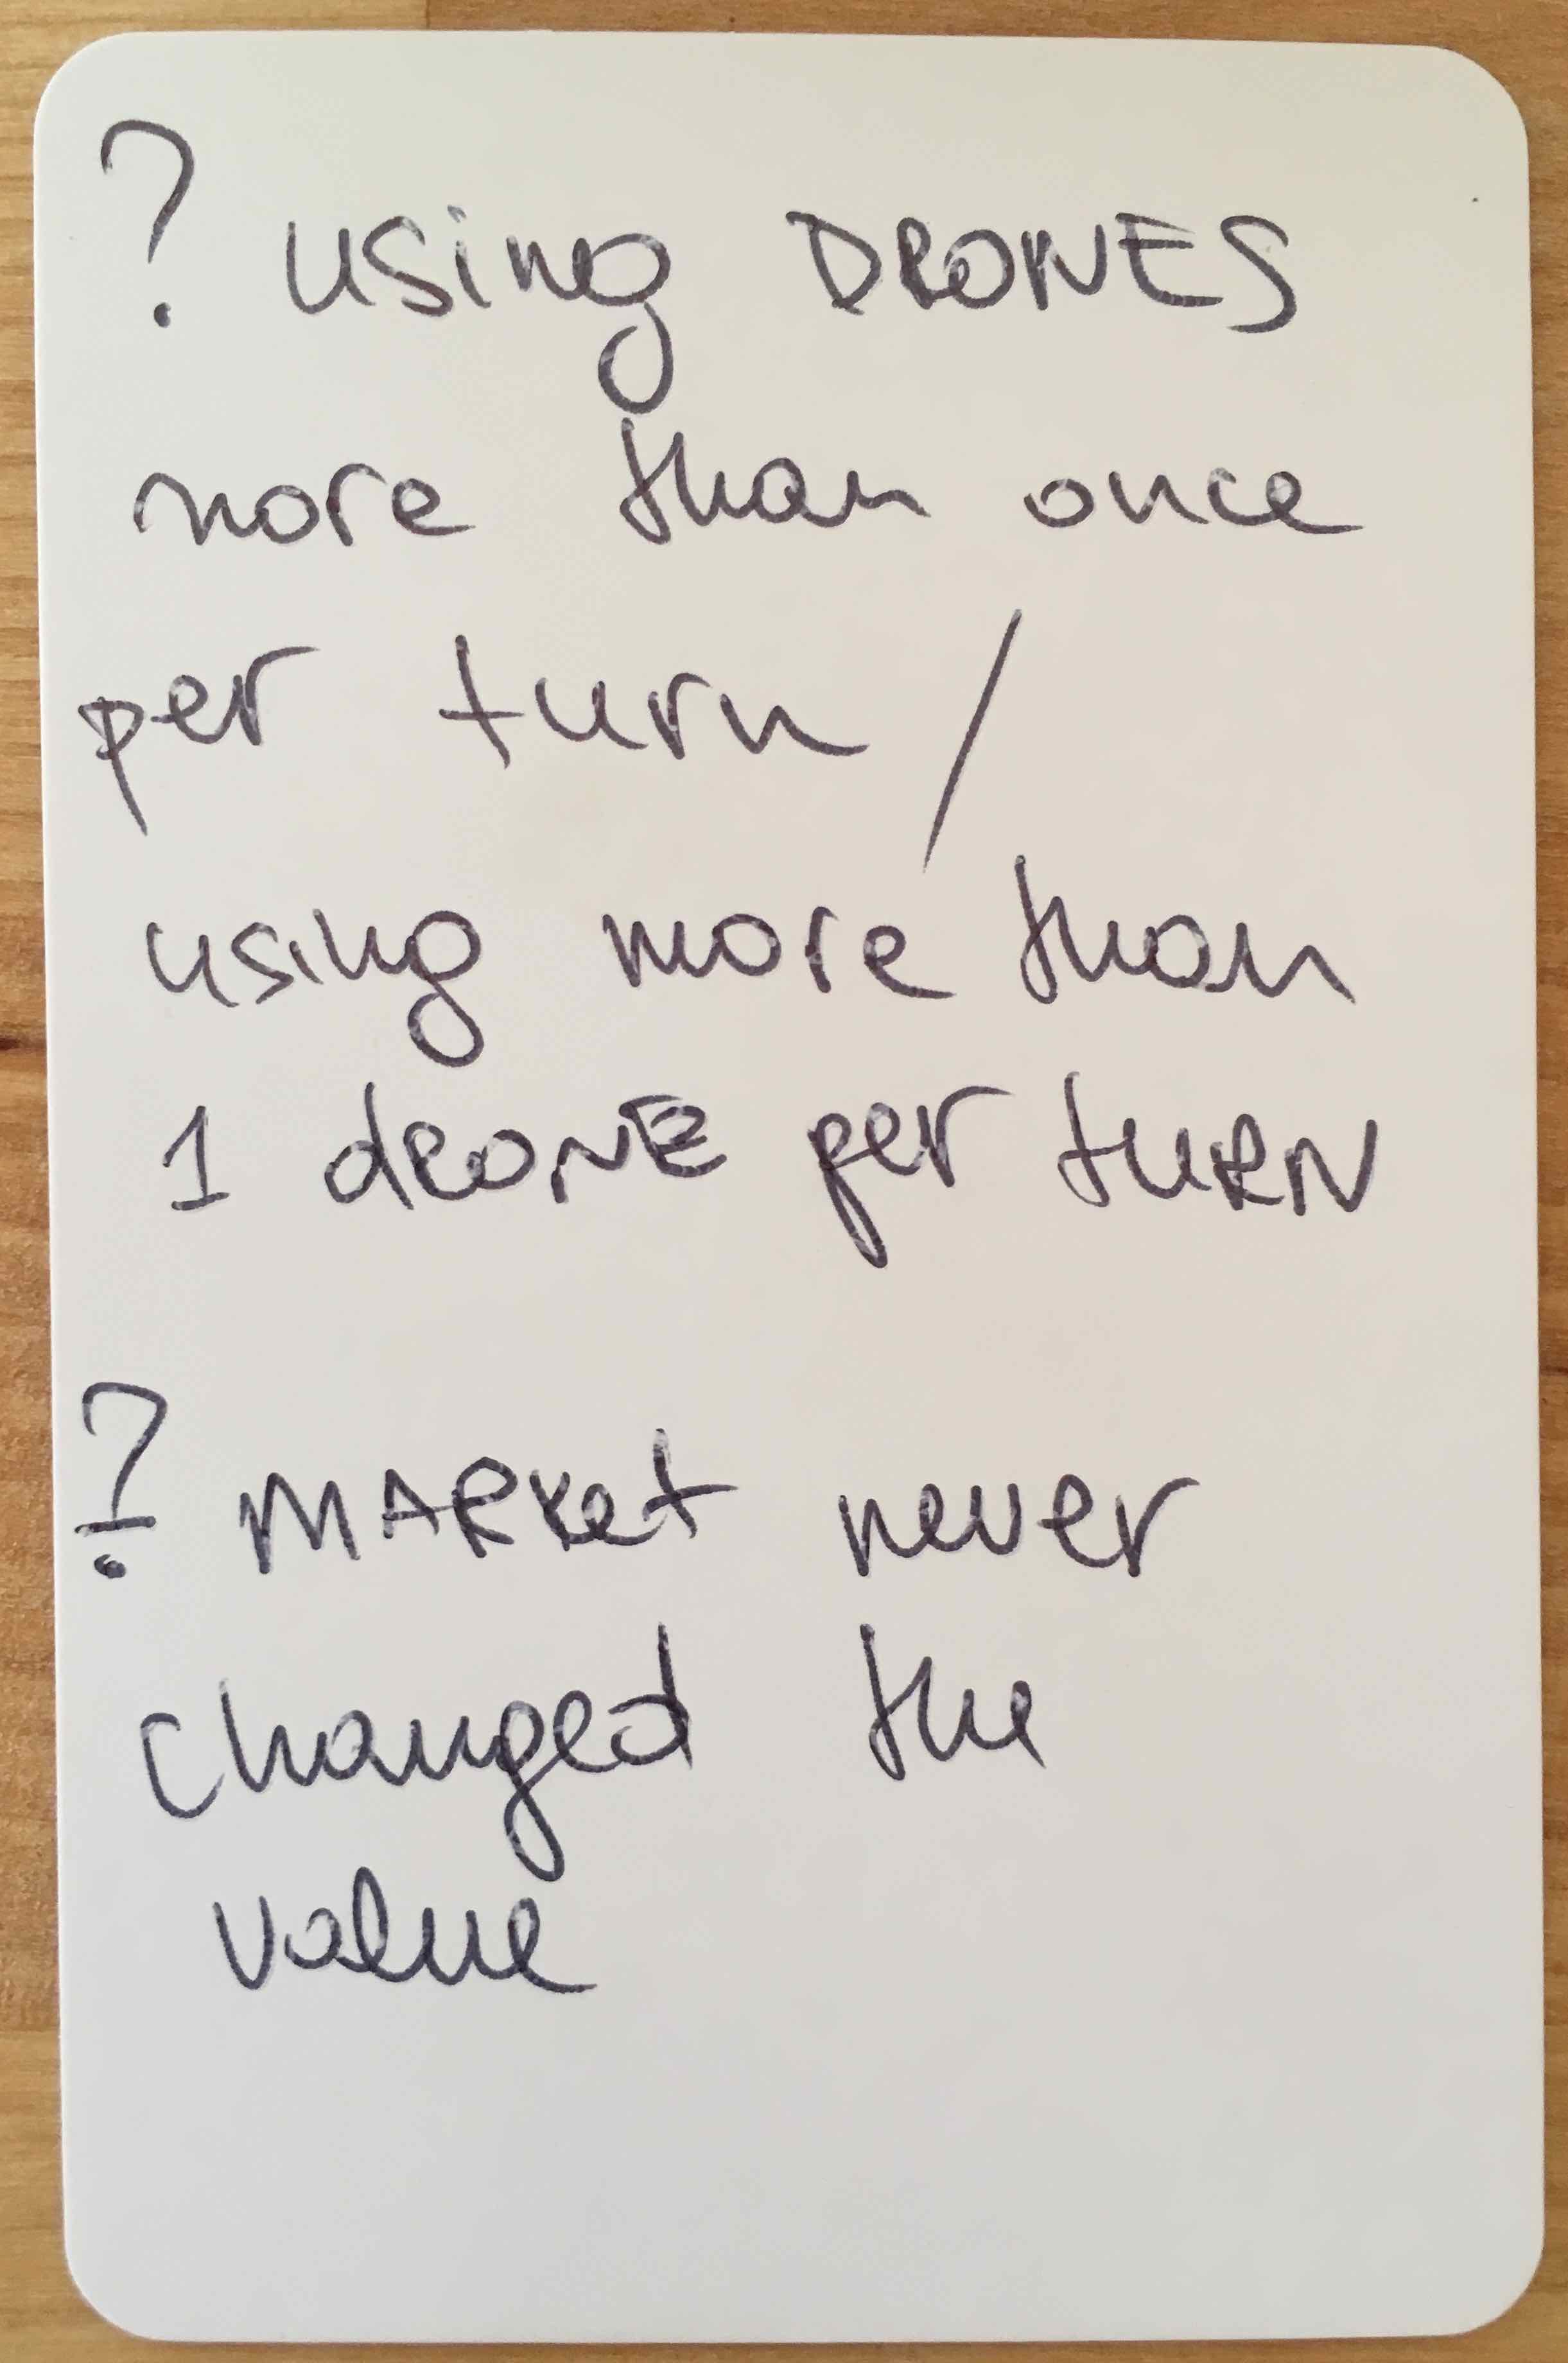 ? using DRONES
more than once
per turn /
using more than
1 dRONE per tuRN
? MARKet never
changed the
value